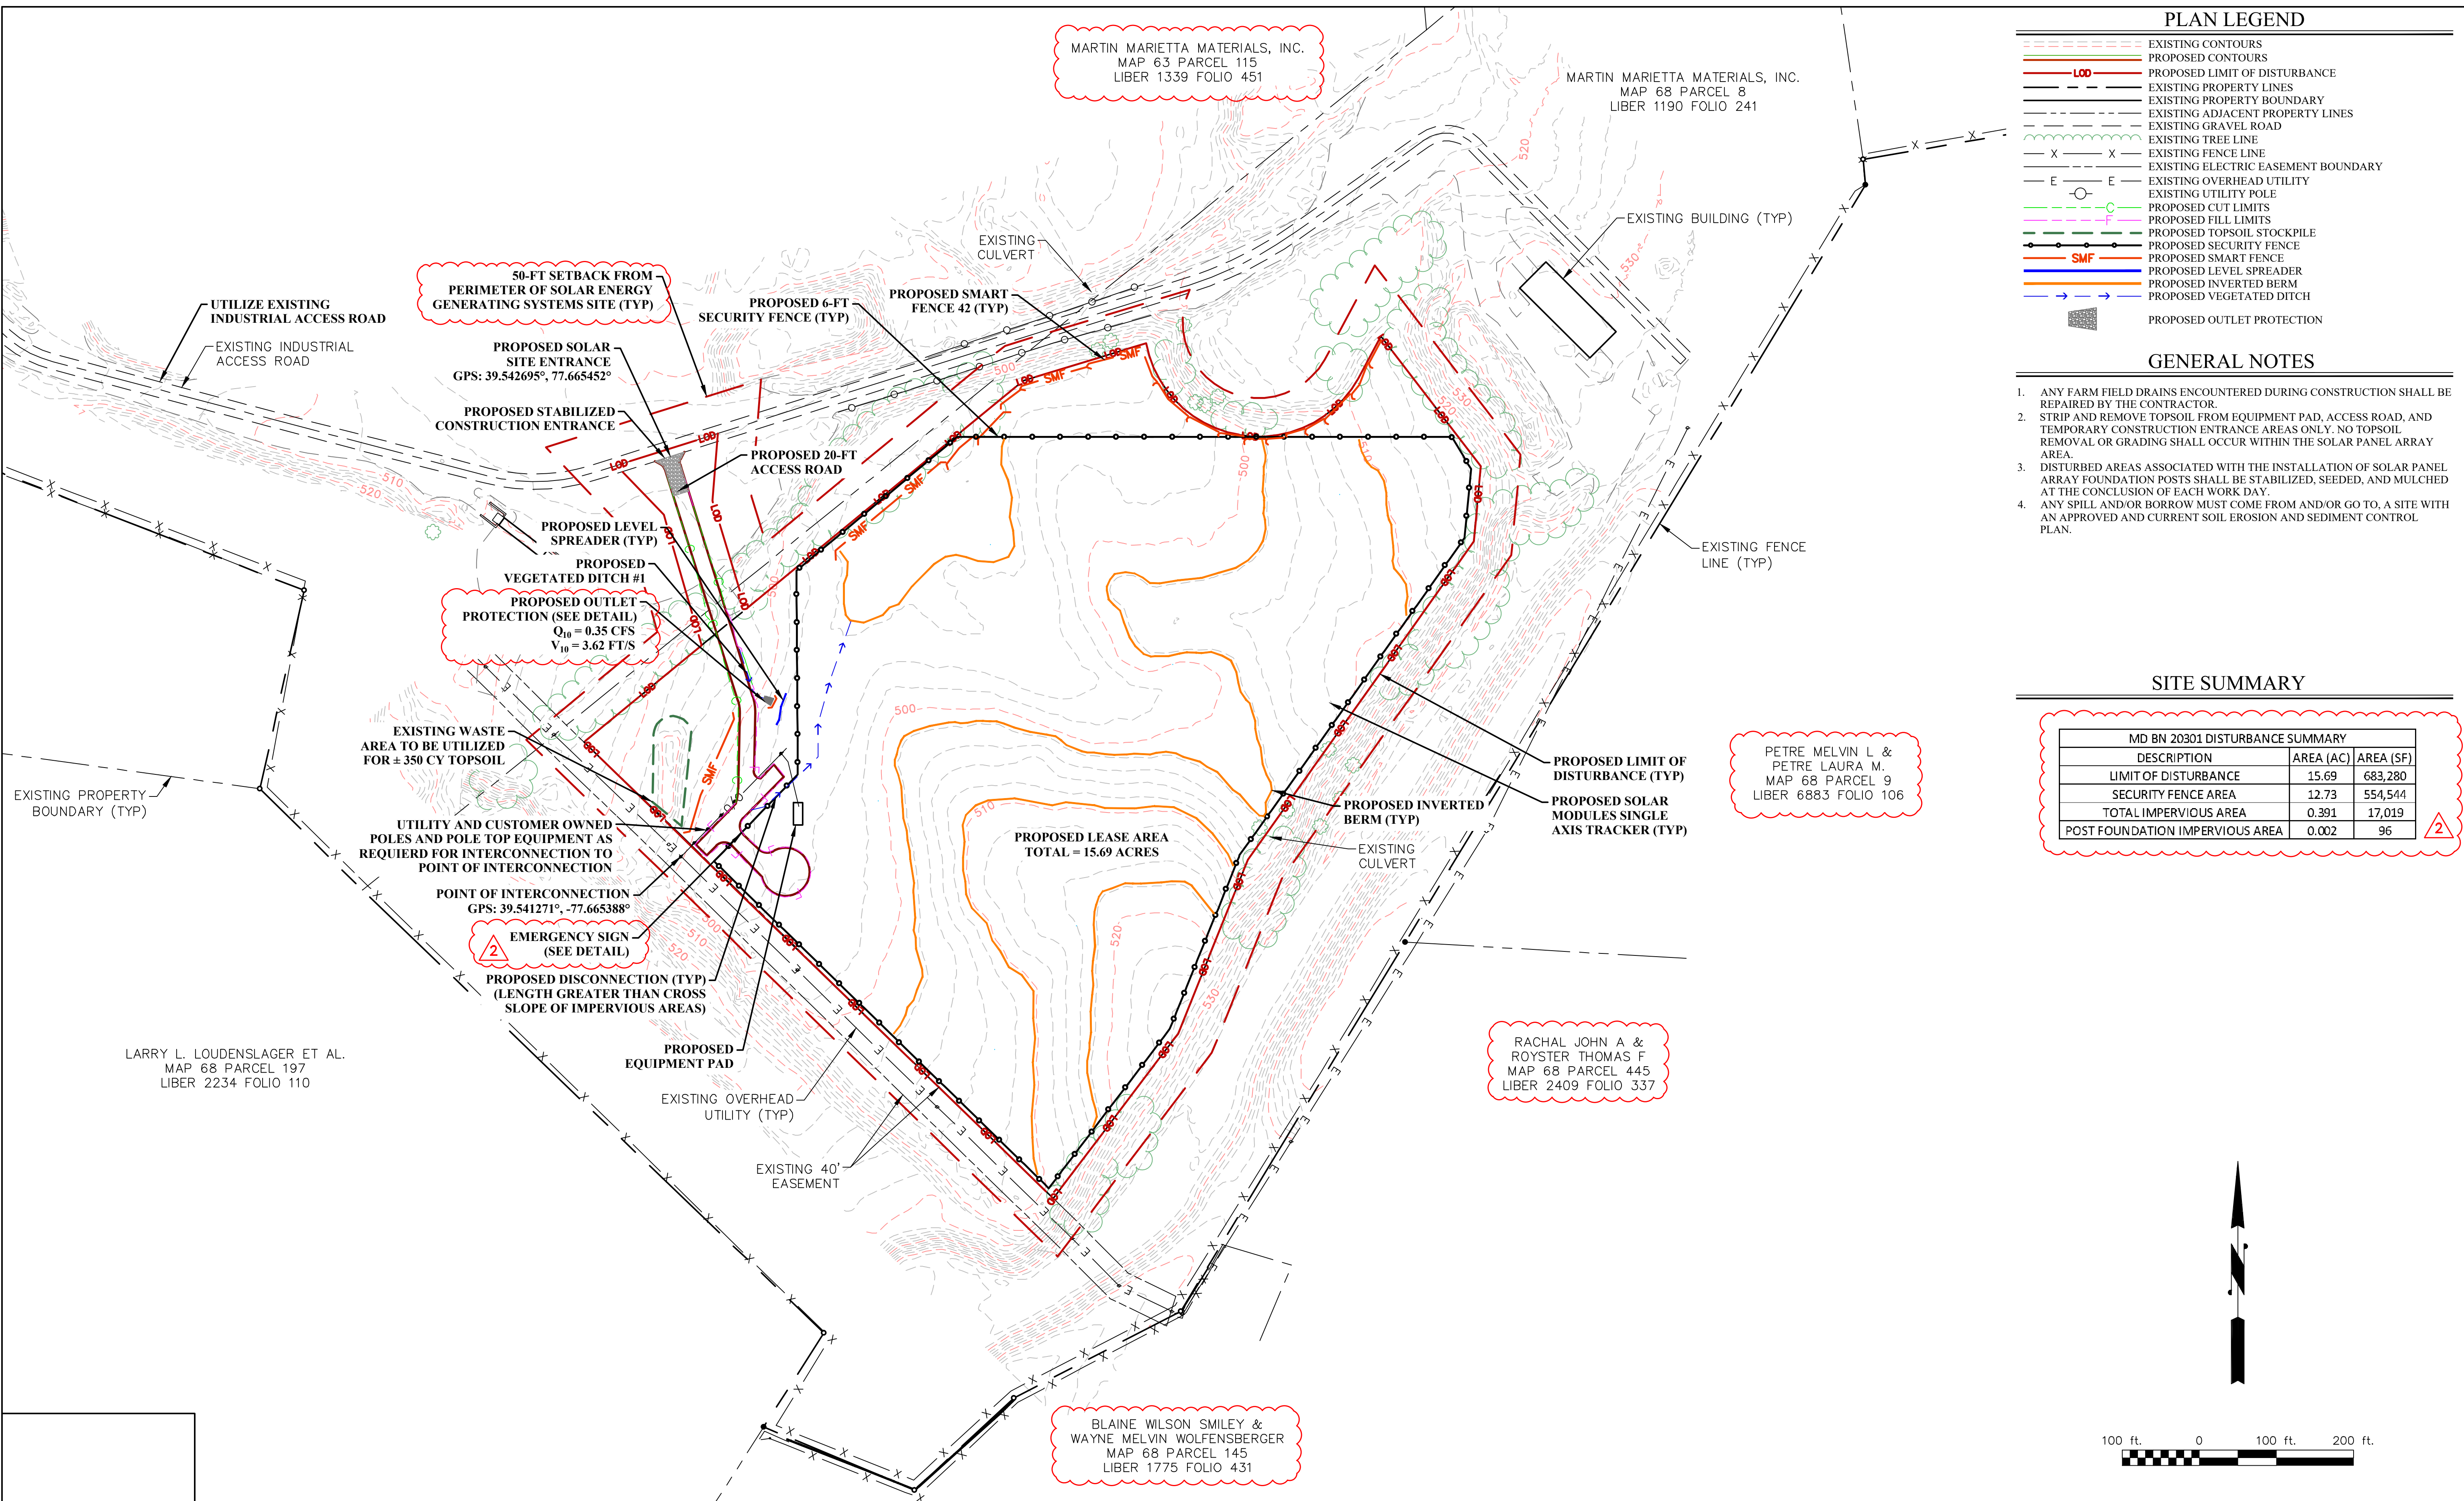 MARTIN MARIETTA MATERIALS, INC.
MAP 63 PARCEL 115
LIBER 1339 FOLIO 451
MARTIN MARIETTA MATERIALS, INC.
MAP 68 PARCEL 8
LIBER 1190 FOLIO 241
EXISTING BUILDING (TYP)
EXISTING
CULVERT
50-FT SETBACK FROM
PERIMETER OF SOLAR ENERGY
GENERATING SYSTEMS SITE (TYP)
UTILIZE EXISTING
INDUSTRIAL ACCESS ROAD
EXISTING INDUSTRIAL
ACCESS ROAD
PROPOSED 6-FT
SECURITY FENCE (TYP)
PROPOSED SMART
FENCE 42 (TYP)
PROPOSED SOLAR
SITE ENTRANCE
GPS: 39.542695°, 77.665452°
PROPOSED STABILIZED
CONSTRUCTION ENTRANCE
PROPOSED 20-FT
ACCESS ROAD
PROPOSED LEVEL
SPREADER (TYP)
PROPOSED
VEGETATED DITCH #1
PROPOSED OUTLET
PROTECTION (SEE DETAIL)
Q10 = 0.35 CFS
V10 = 3.62 FT/S
EXISTING WASTE
AREA TO BE UTILIZED
FOR ± 350 CY TOPSOIL
EXISTING PROPERTY
BOUNDARY (TYP)
UTILITY AND CUSTOMER OWNED
POLES AND POLE TOP EQUIPMENT AS
REQUIERD FOR INTERCONNECTION TO
POINT OF INTERCONNECTION
POINT OF INTERCONNECTION
GPS: 39.541271°, -77.665388°
2
EMERGENCY SIGN
(SEE DETAIL)
PROPOSED DISCONNECTION (TYP)
(LENGTH GREATER THAN CROSS
SLOPE OF IMPERVIOUS AREAS)
PROPOSED
EQUIPMENT PAD
EXISTING OVERHEAD
UTILITY (TYP)
EXISTING 40'
EASEMENT
LARRY L. LOUDENSLAGER ET AL.
MAP 68 PARCEL 197
LIBER 2234 FOLIO 110
PROPOSED LEASE AREA
TOTAL = 15.69 ACRES
PROPOSED INVERTED
BERM (TYP)
EXISTING
CULVERT
PROPOSED LIMIT OF
DISTURBANCE (TYP)
PROPOSED SOLAR
MODULES SINGLE
AXIS TRACKER (TYP)
EXISTING FENCE
LINE (TYP)
PETRE MELVIN L &
PETRE LAURA M.
MAP 68 PARCEL 9
LIBER 6883 FOLIO 106
RACHAL JOHN A &
ROYSTER THOMAS F
MAP 68 PARCEL 445
LIBER 2409 FOLIO 337
BLAINE WILSON SMILEY &
WAYNE MELVIN WOLFENSBERGER
MAP 68 PARCEL 145
LIBER 1775 FOLIO 431
PLAN LEGEND
EXISTING CONTOURS
PROPOSED CONTOURS
LOD PROPOSED LIMIT OF DISTURBANCE
EXISTING PROPERTY LINES
EXISTING PROPERTY BOUNDARY
EXISTING ADJACENT PROPERTY LINES
EXISTING GRAVEL ROAD
EXISTING TREE LINE
X X EXISTING FENCE LINE
EXISTING ELECTRIC EASEMENT BOUNDARY
E E EXISTING OVERHEAD UTILITY
EXISTING UTILITY POLE
C PROPOSED CUT LIMITS
F PROPOSED FILL LIMITS
PROPOSED TOPSOIL STOCKPILE
PROPOSED SECURITY FENCE
SMF PROPOSED SMART FENCE
PROPOSED LEVEL SPREADER
PROPOSED INVERTED BERM
PROPOSED VEGETATED DITCH
PROPOSED OUTLET PROTECTION
GENERAL NOTES
1. ANY FARM FIELD DRAINS ENCOUNTERED DURING CONSTRUCTION SHALL BE
REPAIRED BY THE CONTRACTOR.
2. STRIP AND REMOVE TOPSOIL FROM EQUIPMENT PAD, ACCESS ROAD, AND
TEMPORARY CONSTRUCTION ENTRANCE AREAS ONLY. NO TOPSOIL
REMOVAL OR GRADING SHALL OCCUR WITHIN THE SOLAR PANEL ARRAY
AREA.
3. DISTURBED AREAS ASSOCIATED WITH THE INSTALLATION OF SOLAR PANEL
ARRAY FOUNDATION POSTS SHALL BE STABILIZED, SEEDED, AND MULCHED
AT THE CONCLUSION OF EACH WORK DAY.
4. ANY SPILL AND/OR BORROW MUST COME FROM AND/OR GO TO, A SITE WITH
AN APPROVED AND CURRENT SOIL EROSION AND SEDIMENT CONTROL
PLAN.
SITE SUMMARY
MD BN 20301 DISTURBANCE SUMMARY
DESCRIPTION AREA (AC) AREA (SF)
LIMIT OF DISTURBANCE 15.69 683,280
SECURITY FENCE AREA 12.73 554,544
TOTAL IMPERVIOUS AREA 0.391 17,019
POST FOUNDATION IMPERVIOUS AREA 0.002 96
2
N
100 ft. 0 100 ft. 200 ft.